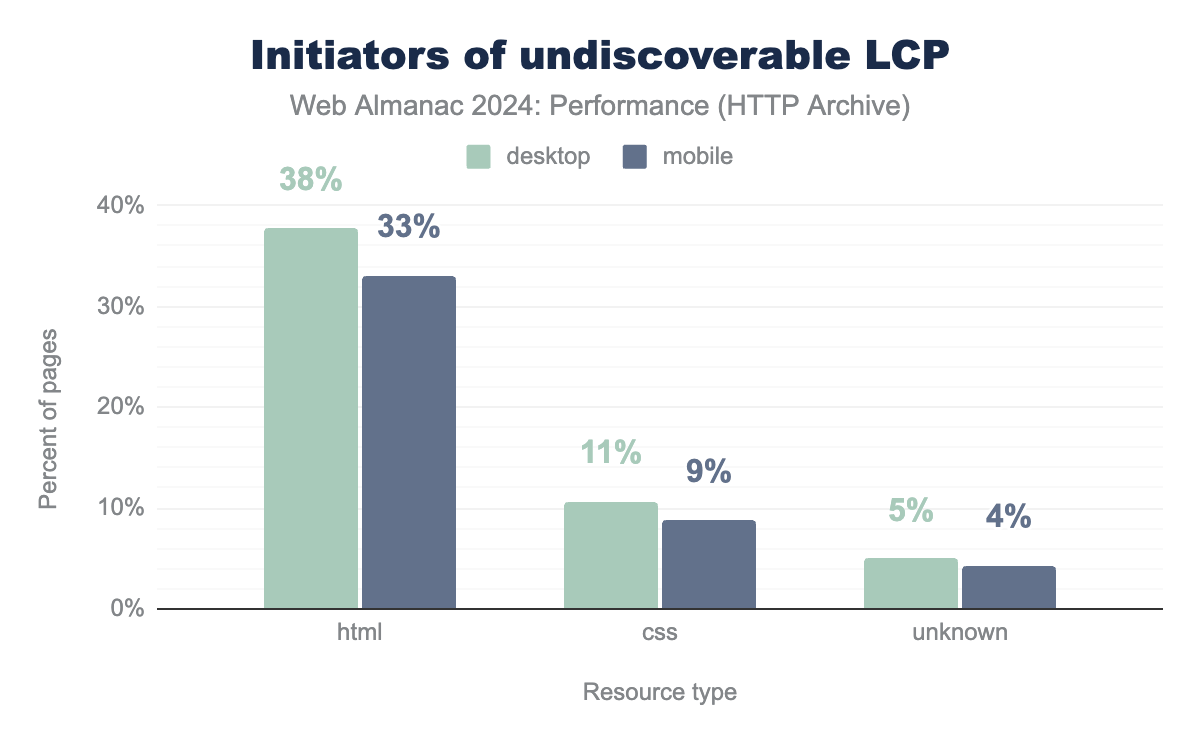 Initiators of undiscoverable LCP
Web Almanac 2024: Performance (HTTP Archive)
desktop mobile
38%
33%
11%
9%
5%
4%
40%
30%
20%
10%
0%
Percent of pages
html css unknown
Resource type